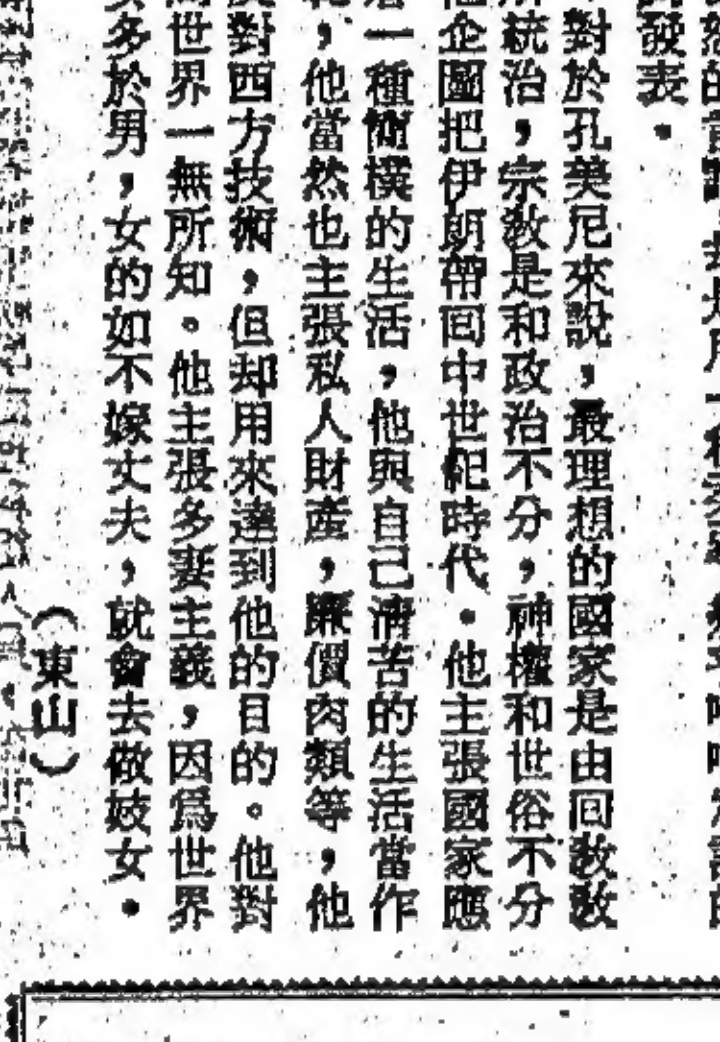 發表。
對於孔美尼來說，最理想的國家是由回教教
統治，宗教是和政治不分，神權和世俗不分
企圖把伊朗帶回中世紀時代。他主張國家應
一種簡樸的生活，他與自己清苦的生活當作
，他當然也主張私人財產，廉價肉類等，他
對西方技術，但却用來達到他的目的。他對
世界一無所知。他主張多妻主義，因爲世界
多於男，女的如不嫁丈夫，就會去做妓女。
（東山）